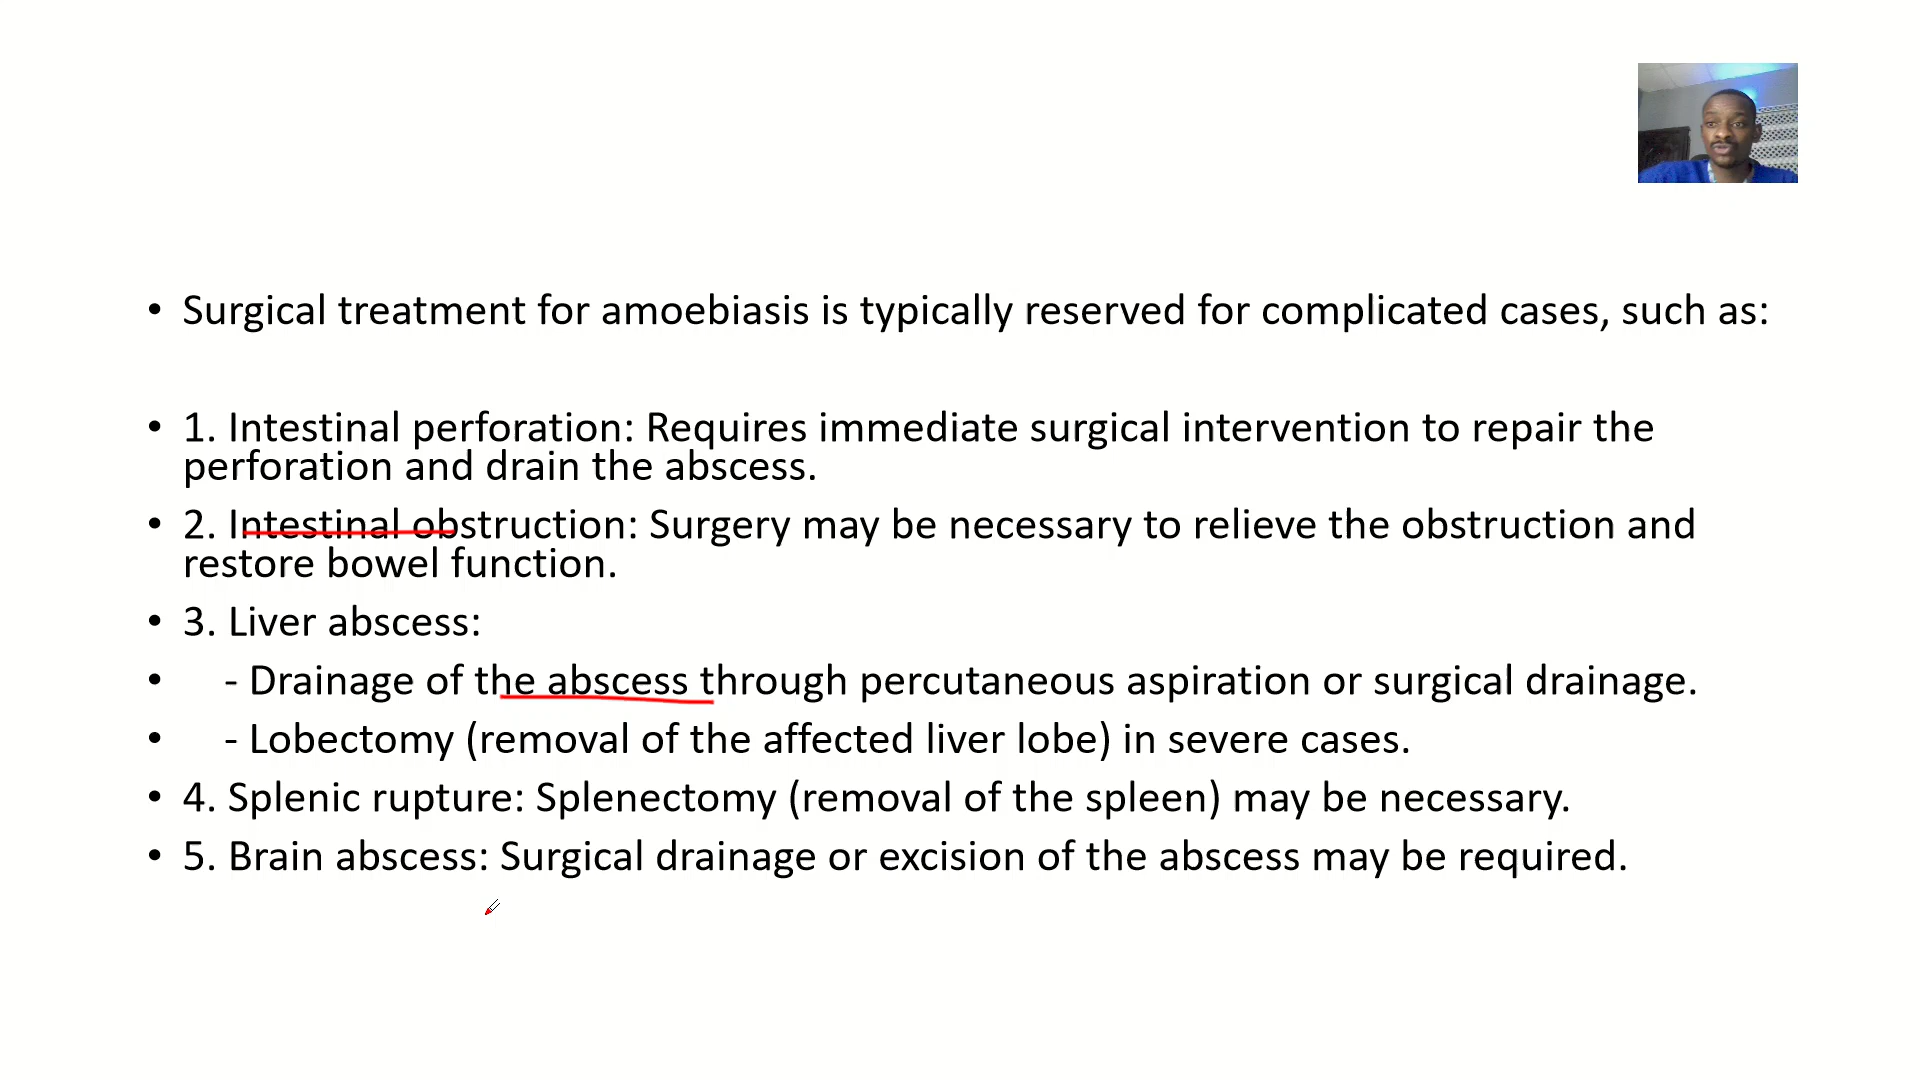 • Surgical treatment for amoebiasis is typically reserved for complicated cases, such as:
• 1. Intestinal perforation: Requires immediate surgical intervention to repair the
perforation and drain the abscess.
• 2. Intestinal obstruction: Surgery may be necessary to relieve the obstruction and
restore bowel function.
• 3. Liver abscess:
• - Drainage of the abscess through percutaneous aspiration or surgical drainage.
• - Lobectomy (removal of the affected liver lobe) in severe cases.
• 4. Splenic rupture: Splenectomy (removal of the spleen) may be necessary.
• 5. Brain abscess: Surgical drainage or excision of the abscess may be required.